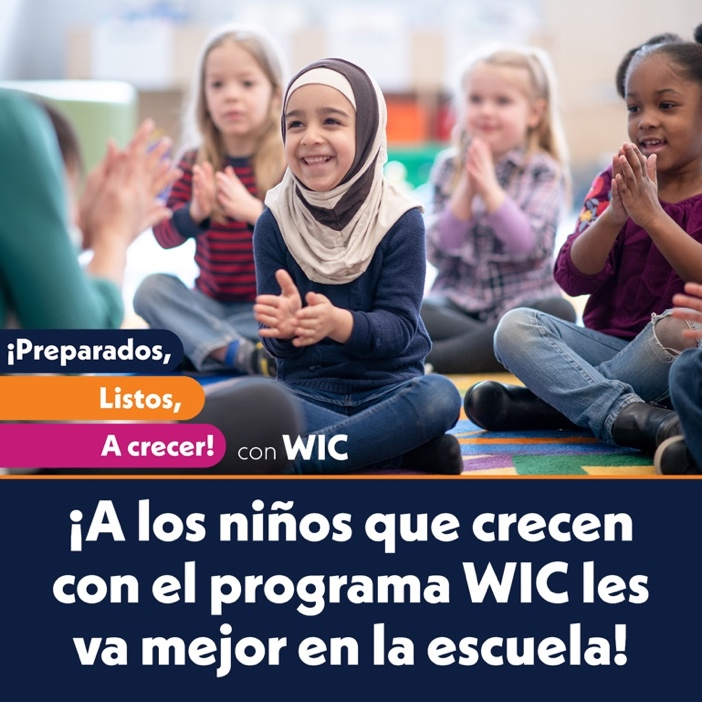 ¡Preparados,
Listos,
A crecer! con WIC
¡A los niños que crecen
con el programa WIC les
va mejor en la escuela!